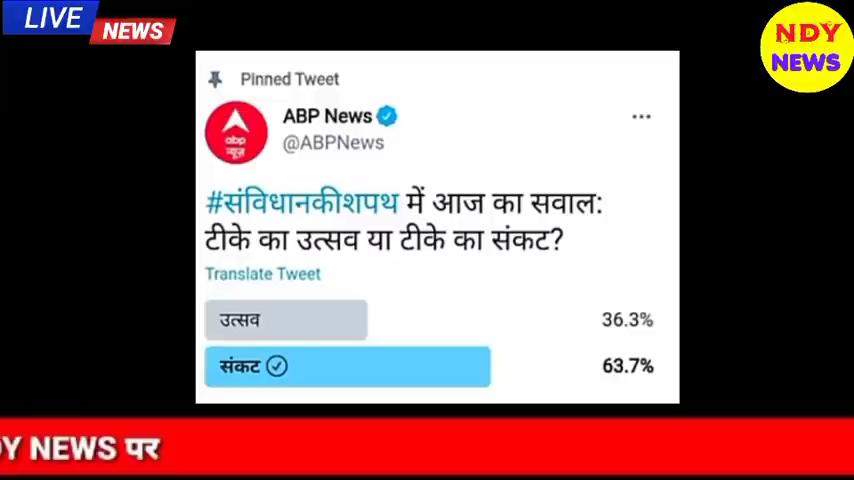 LIVE
NEWS
NDY
NEWS
Pinned Tweet
ABP News
@ABPNews
abp
न्यूज़
#संविधानकीशपथ में आज का सवाल:
टीके का उत्सव या टीके का संकट?
Translate Tweet
उत्सव 36.3%
संकट 63.7%
DY NEWS पर